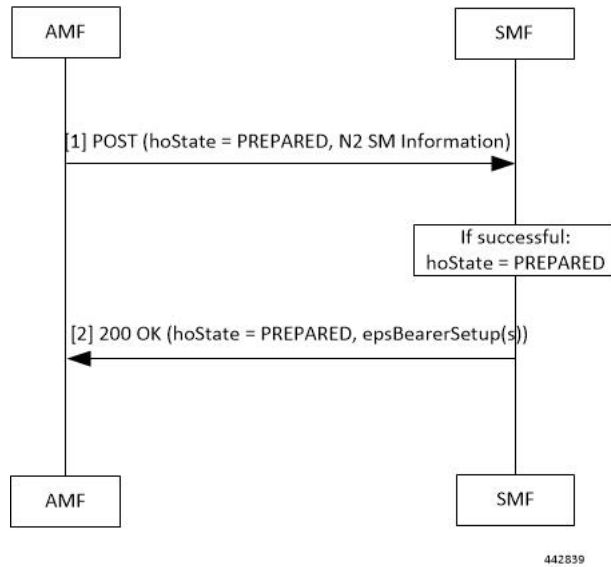 AMF
SMF
[1] POST (hoState = PREPARED, N2 SM Information)
If successful:
hoState = PREPARED
[2] 200 OK (hoState = PREPARED, epsBearerSetup(s))
AMF
SMF
442839